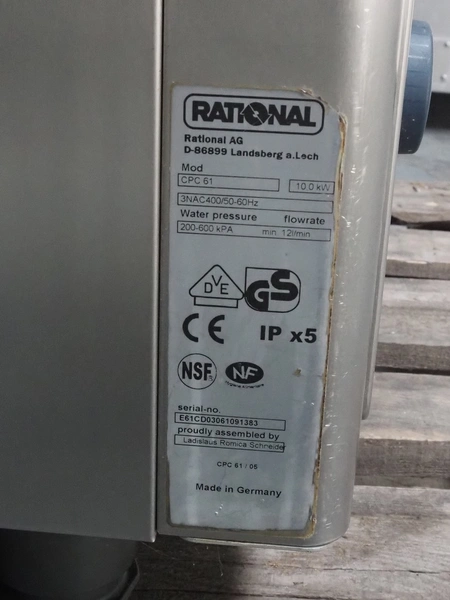 RATIONAL
Rational AG
D-86899 Landsberg a.Lech
Mod
CPC 61 10.0 kW
3NAC400/50-60Hz
Water pressure flowrate
200-600 kPA min. 12l/min
DVE GS
CE IP x5
NSF NF
serial-no.
E61CD03061091383
proudly assembled by
Ladislaus Romica Schneider
CPC 61 / 05
Made in Germany